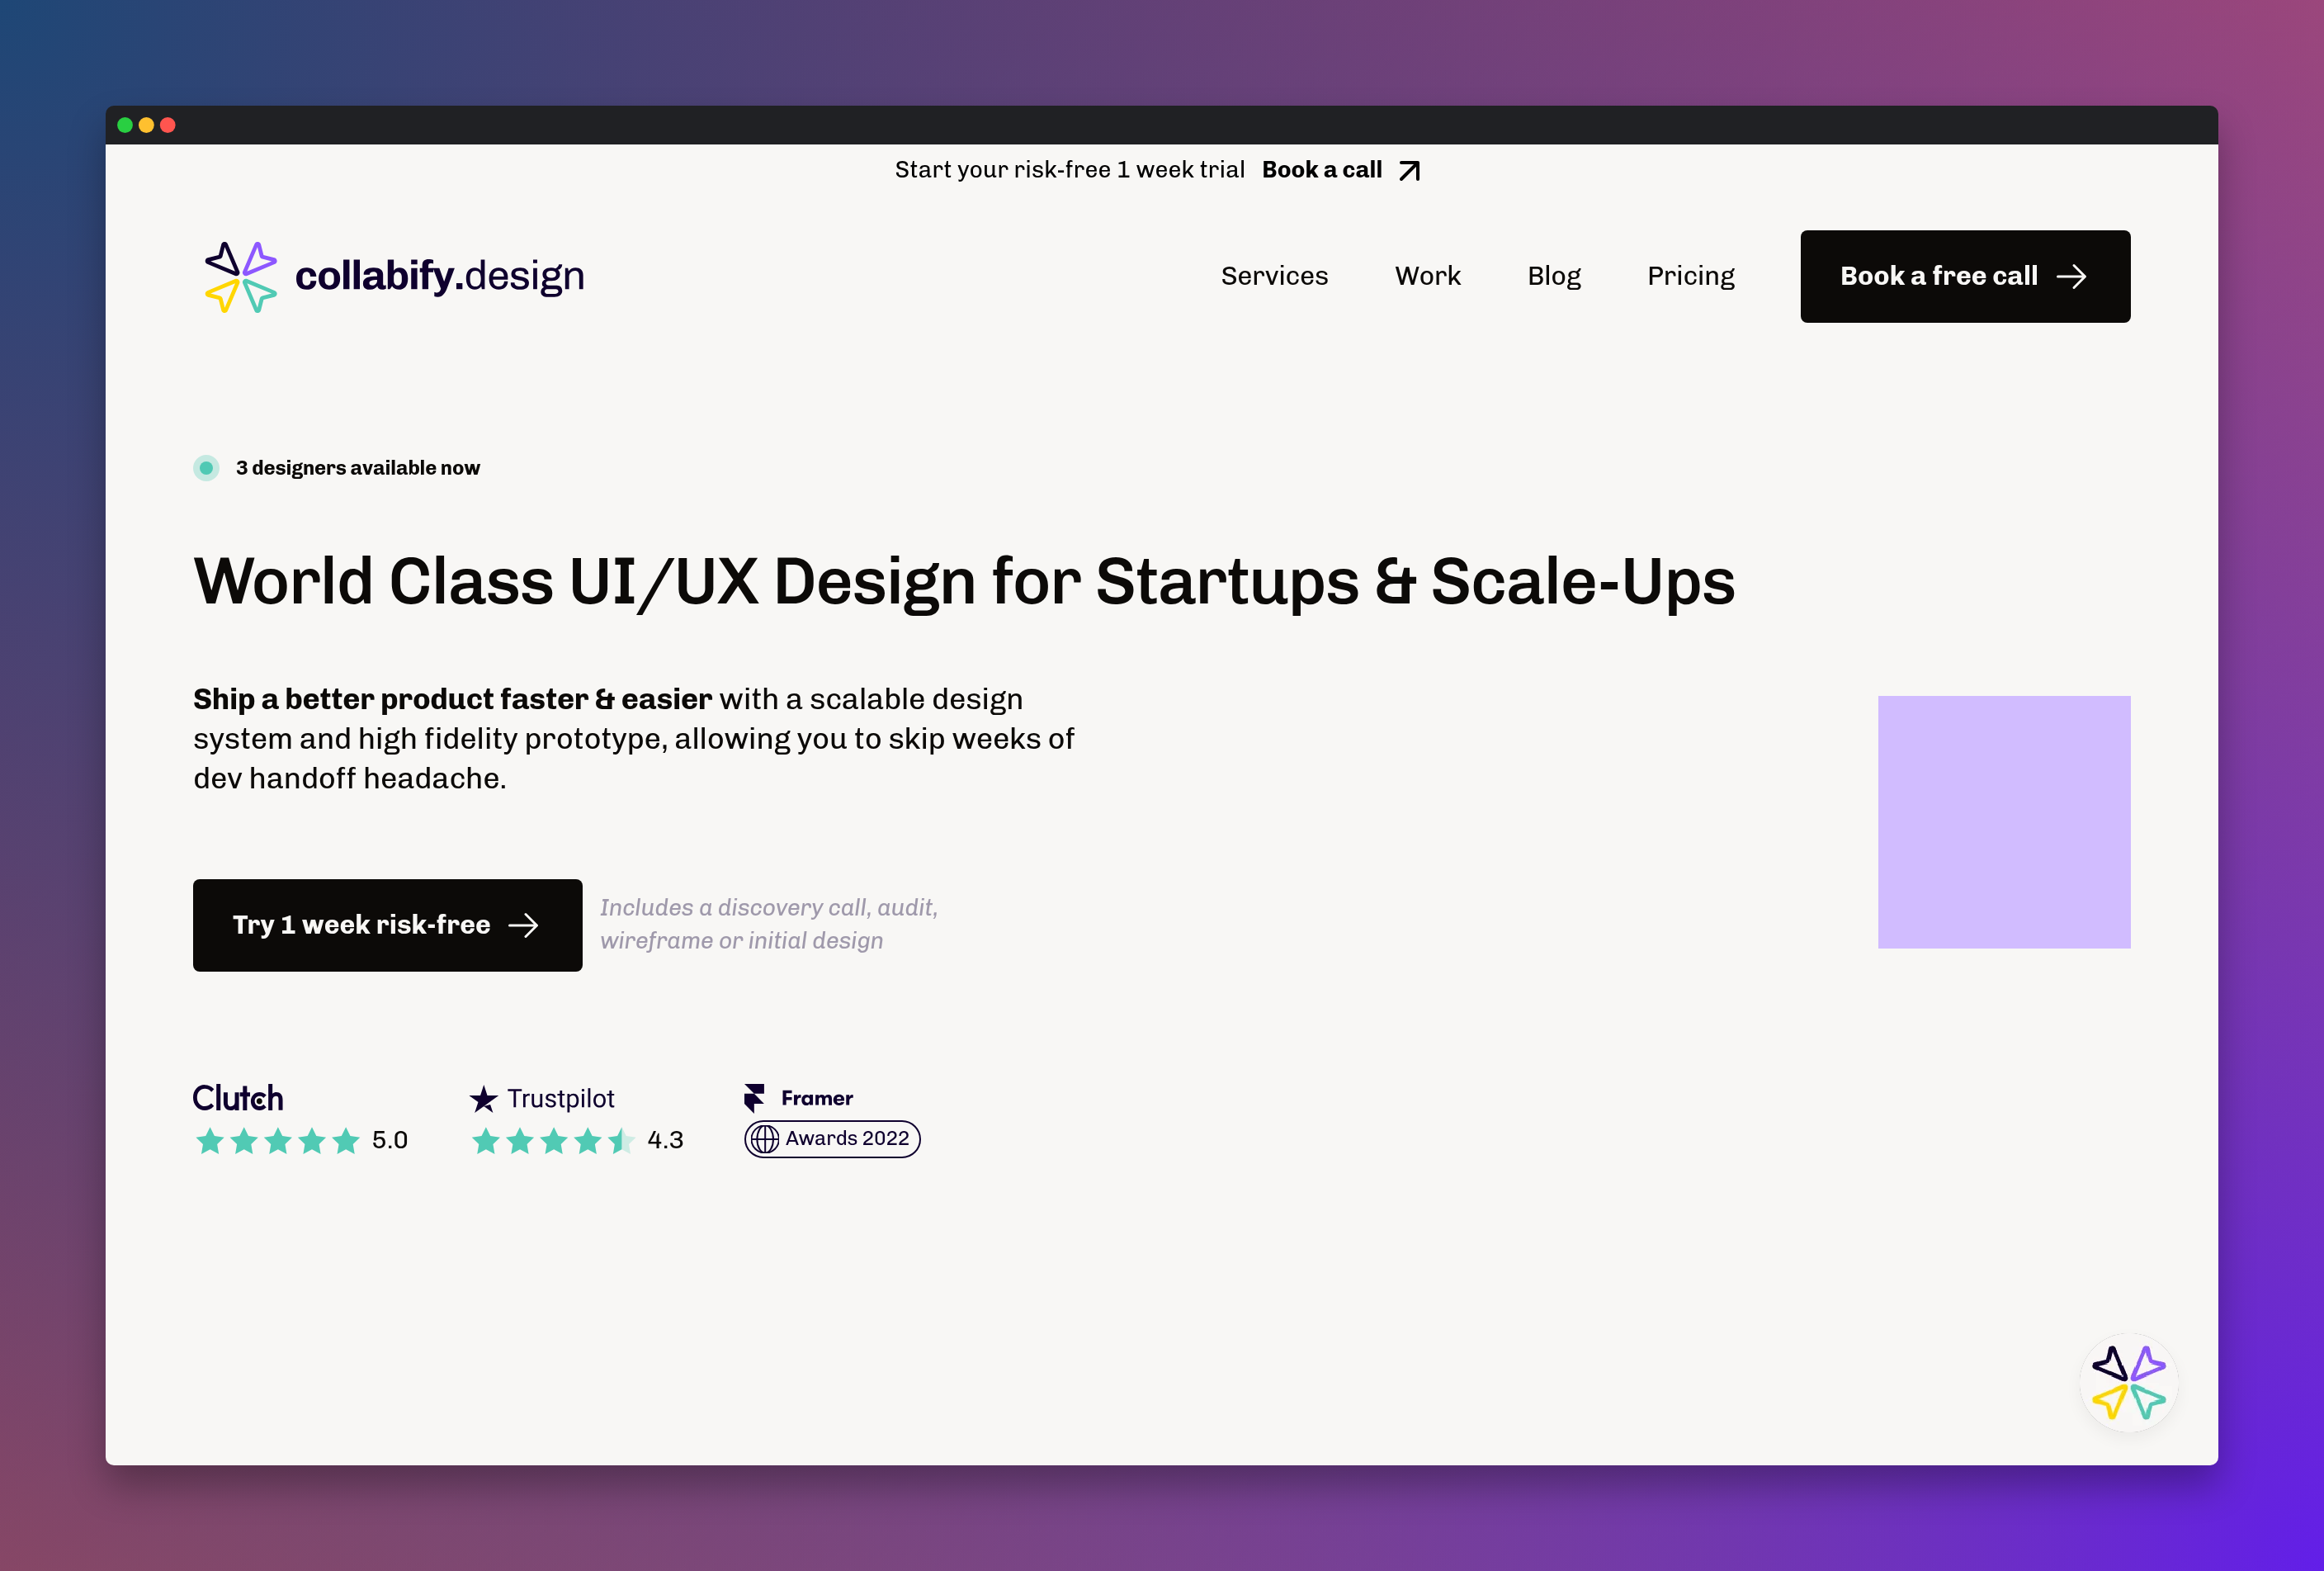 Start your risk-free 1 week trial Book a call
collabify.design
Services Work Blog Pricing Book a free call
3 designers available now
World Class UI/UX Design for Startups & Scale-Ups
Ship a better product faster & easier with a scalable design
system and high fidelity prototype, allowing you to skip weeks of
dev handoff headache.
Try 1 week risk-free
Includes a discovery call, audit,
wireframe or initial design
Clutch
5.0
Trustpilot
4.3
Framer
Awards 2022